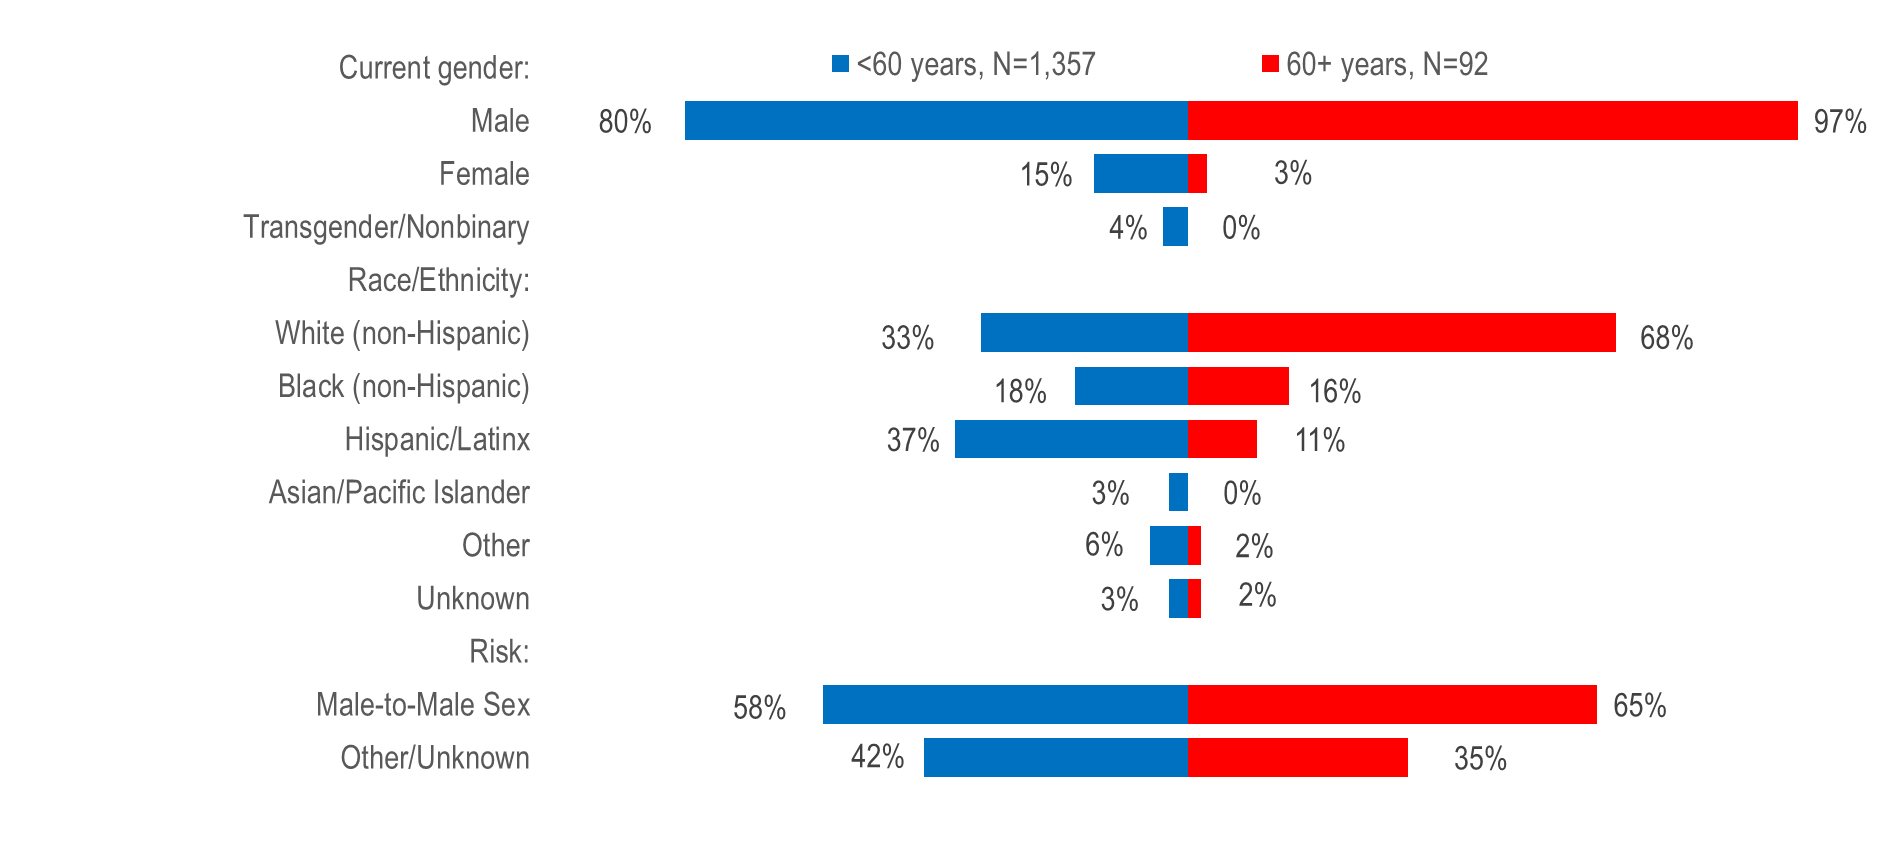 Current gender: <60 years, N=1,357 60+ years, N=92
Male 80% 97%
Female 15% 3%
Transgender/Nonbinary 4% 0%
Race/Ethnicity:
White (non-Hispanic) 33% 68%
Black (non-Hispanic) 18% 16%
Hispanic/Latinx 37% 11%
Asian/Pacific Islander 3% 0%
Other 6% 2%
Unknown 3% 2%
Risk:
Male-to-Male Sex 58% 65%
Other/Unknown 42% 35%